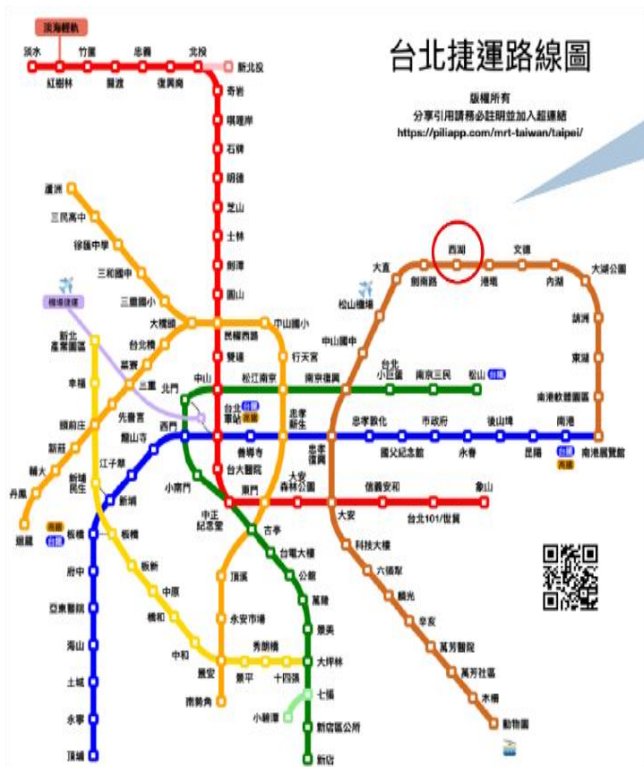 台北捷運路線圖
版權所有
分享引用請務必註明並加入超連結
https://piliapp.com/mrt-taiwan/taipei/
淡海輕軌
淡水
紅樹林
竹圍
關渡
忠義
復興崗
北投
新北投
奇岩
唭哩岸
石牌
明德
芝山
士林
劍潭
圓山
民權西路
雙連
中山
台北車站
台鐵
高鐵
台大醫院
中正紀念堂
東門
大安森林公園
大安
信義安和
台北101/世貿
象山
蘆洲
三民高中
徐匯中學
三和國中
三重國小
大橋頭
台北橋
菜寮
三重
先嗇宮
頭前庄
新莊
輔大
丹鳳
迴龍
中山國小
行天宮
松江南京
忠孝新生
古亭
頂溪
永安市場
景安
南勢角
機場捷運
新北產業園區
幸福
新埔民生
板橋
板新
中原
橋和
中和
景平
秀朗橋
十四張
大坪林
北門
西門
小南門
台電大樓
公館
萬隆
景美
七張
小碧潭
新店區公所
新店
南京復興
台北小巨蛋
南京三民
松山
台鐵
龍山寺
江子翠
新埔
高鐵
台鐵
板橋
府中
亞東醫院
海山
土城
永寧
頂埔
善導寺
忠孝復興
忠孝敦化
國父紀念館
市政府
永春
後山埤
昆陽
南港
台鐵
高鐵
南港展覽館
西湖
大直
劍南路
港墘
文德
內湖
大湖公園
葫洲
東湖
南港軟體園區
松山機場
中山國中
科技大樓
六張犁
麟光
辛亥
萬芳醫院
萬芳社區
木柵
動物園